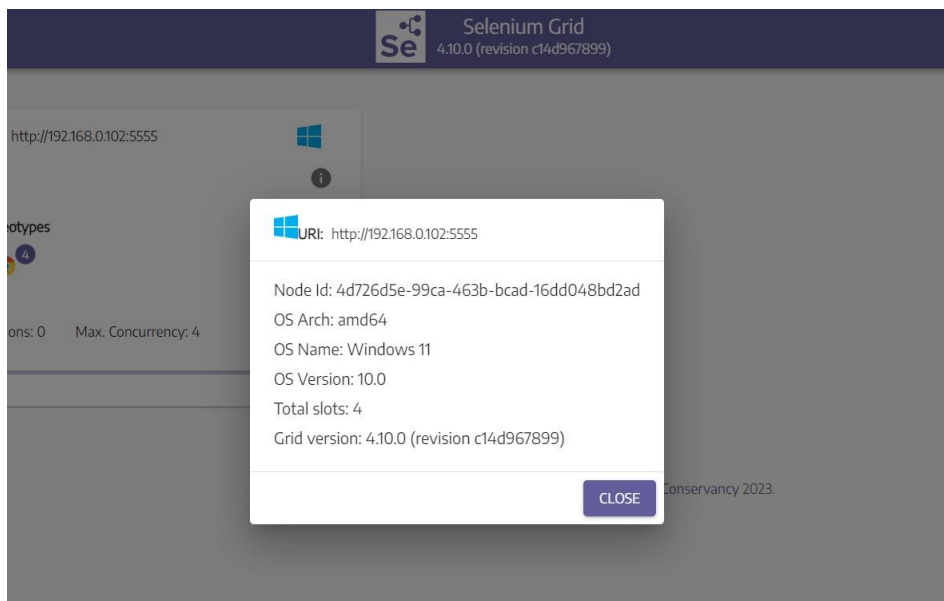 Se
Selenium Grid
4.10.0 (revision c14d967899)
http://192.168.0.102:5555
eotypes
4
ons: 0 Max. Concurrency: 4
URI: http://192.168.0.102:5555
Node Id: 4d726d5e-99ca-463b-bcad-16dd048bd2ad
OS Arch: amd64
OS Name: Windows 11
OS Version: 10.0
Total slots: 4
Grid version: 4.10.0 (revision c14d967899)
CLOSE
Conservancy 2023.